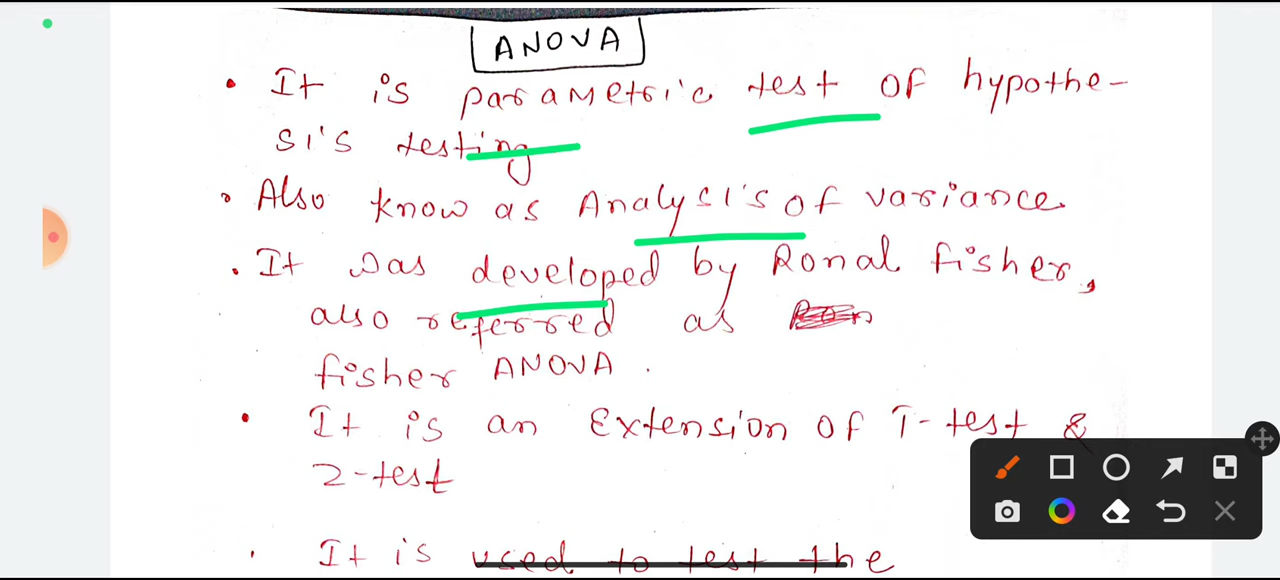 ANOVA
• It is parametric test of hypothe-
sis testing
• Also know as Analysis of variance.
• It was developed by Ronal fisher,
also referred as
fisher ANOVA.
• It is an Extension of T-test &
Z-test
• It is used to test the